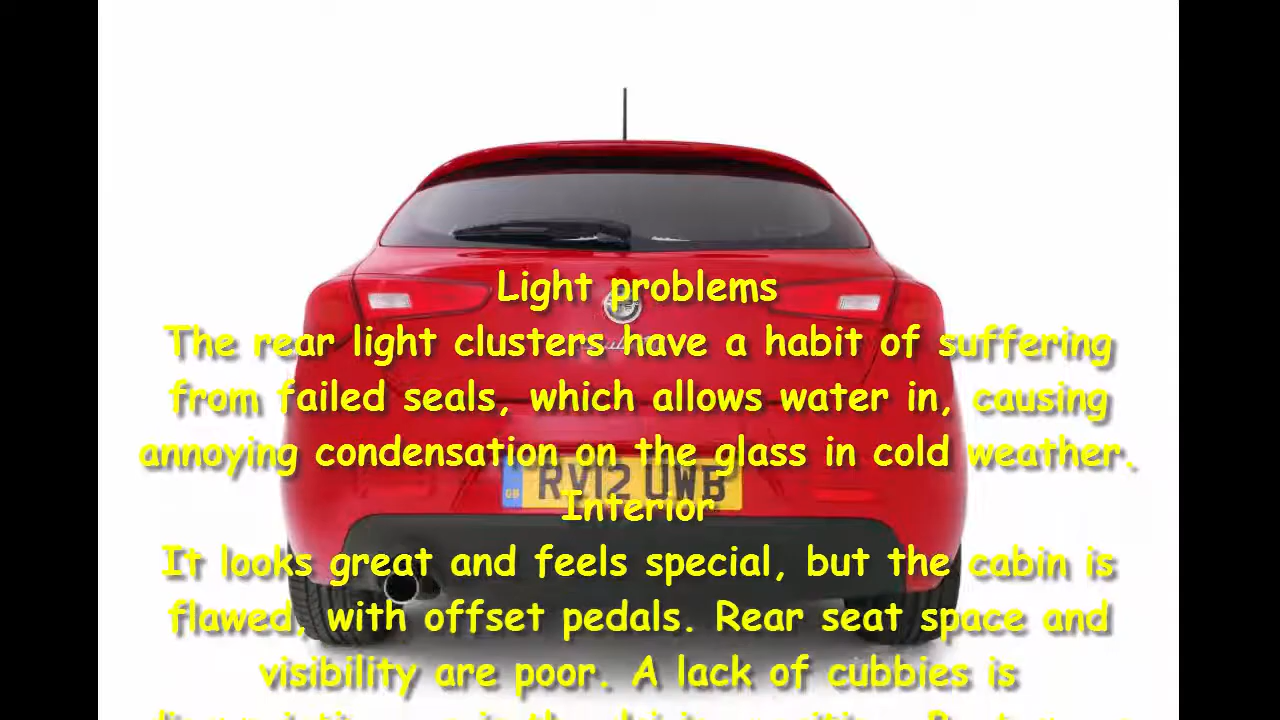 Light problems
The rear light clusters have a habit of suffering
from failed seals, which allows water in, causing
annoying condensation on the glass in cold weather.
GB RV12 UWB
Interior
It looks great and feels special, but the cabin is
flawed, with offset pedals. Rear seat space and
visibility are poor. A lack of cubbies is